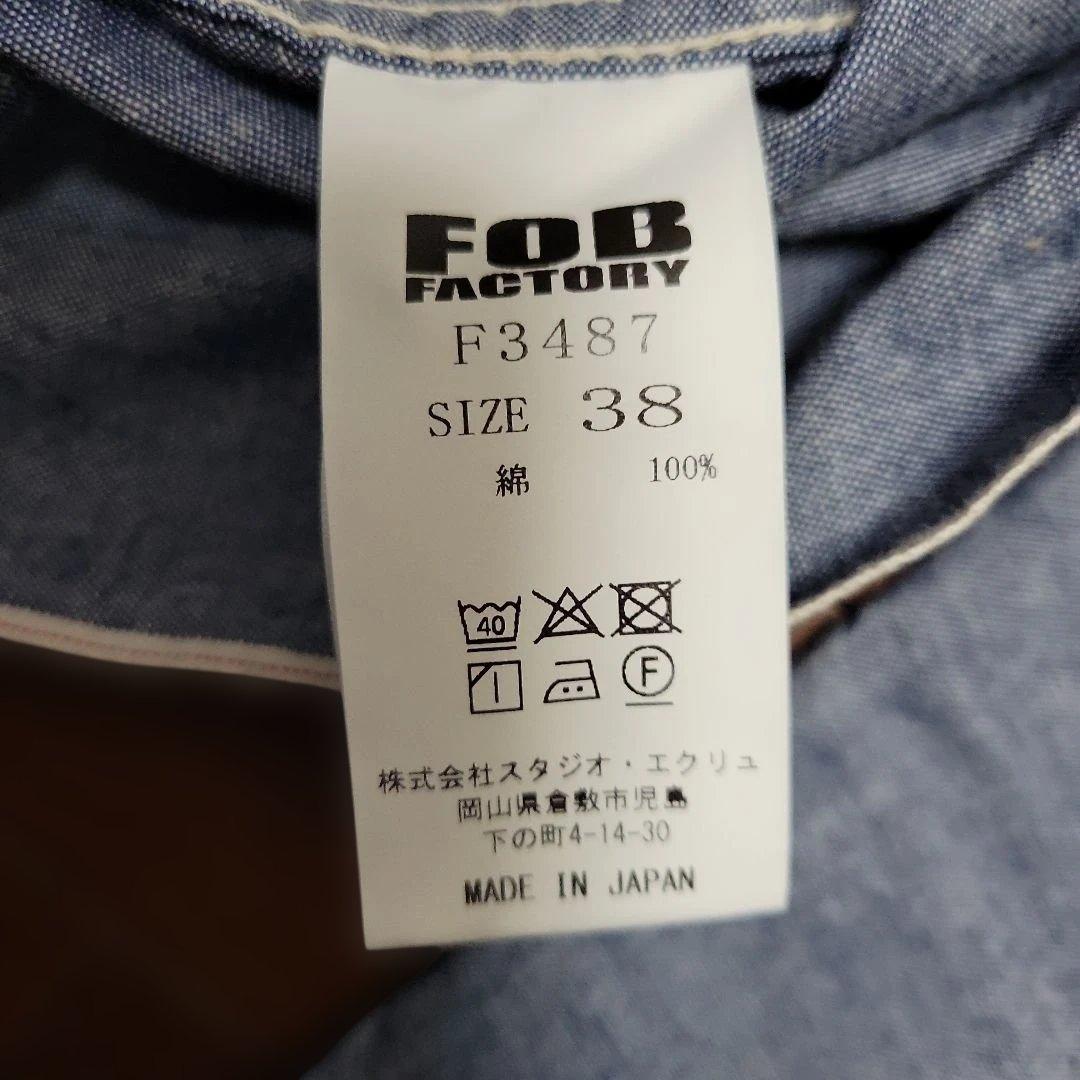 FOB
FACTORY
F3487
SIZE 38
綿 100%
40
F
株式会社スタジオ・エクリュ
岡山県倉敷市児島
下の町4-14-30
MADE IN JAPAN